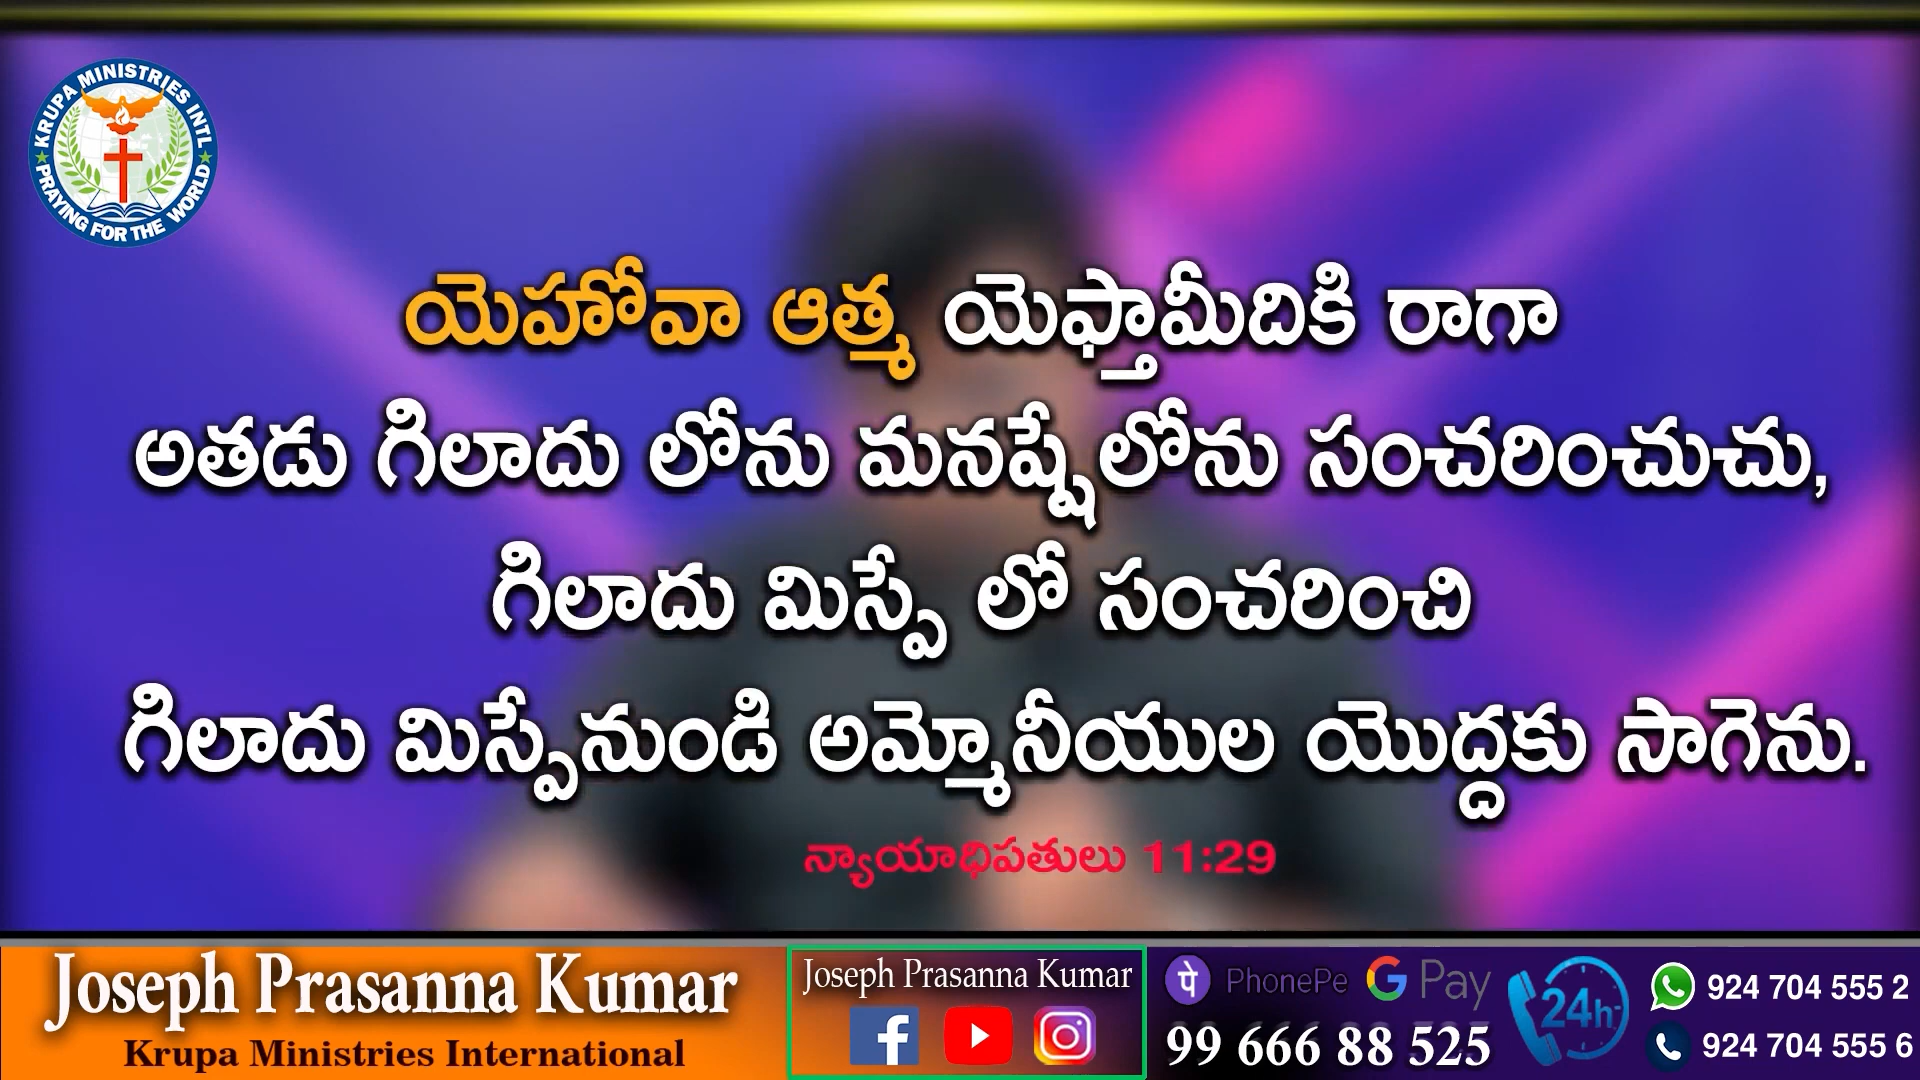 KRUPA MINISTRIES INTL
PRAYING FOR THE WORLD
యెహోవా ఆత్మ యెఫ్తామీదికి రాగా
అతడు గిలాదు లోను మనష్షేలోను సంచరించుచు,
గిలాదు మిస్పే లో సంచరించి
గిలాదు మిస్పేనుండి అమ్మోనీయుల యొద్దకు సాగెను.
న్యాయాధిపతులు 11:29
Joseph Prasanna Kumar
Krupa Ministries International
Joseph Prasanna Kumar
PhonePe G Pay
99 666 88 525
24h
924 704 555 2
924 704 555 6